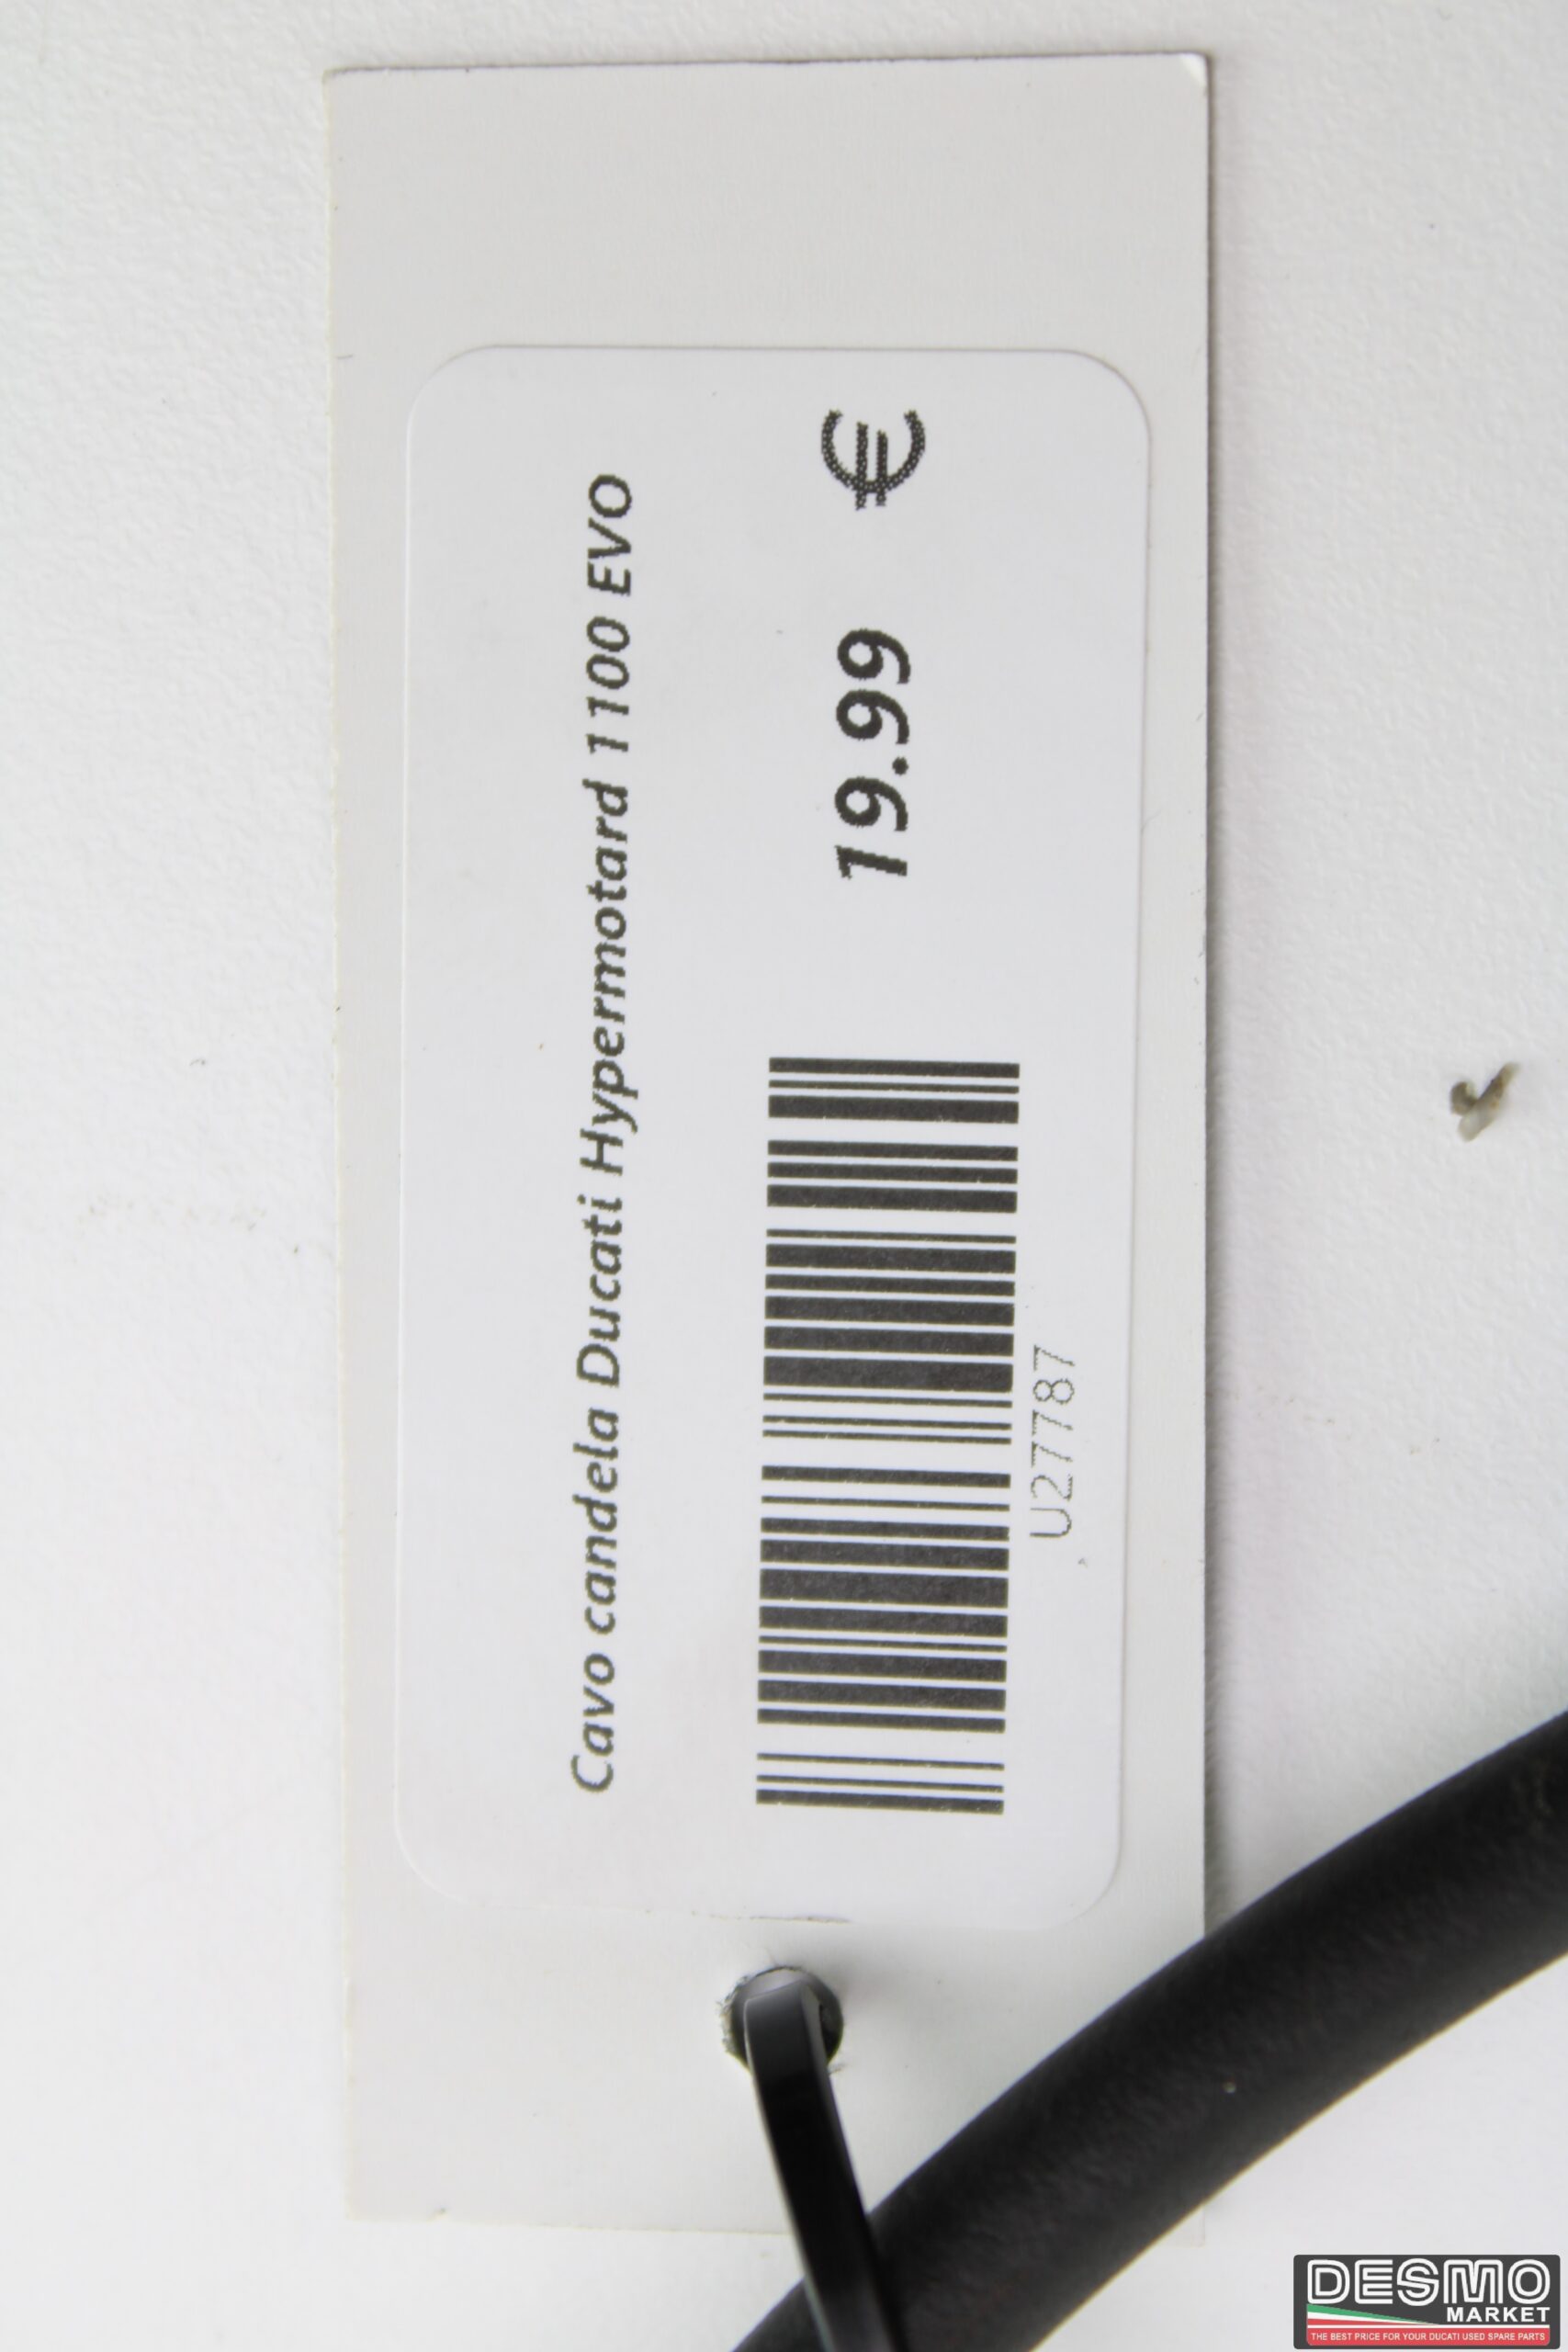 Cavo candela Ducati Hypermotard 1100 EVO
19.99 €
U27787
DESMO
MARKET
THE BEST PRICE FOR YOUR DUCATI USED SPARE PARTS